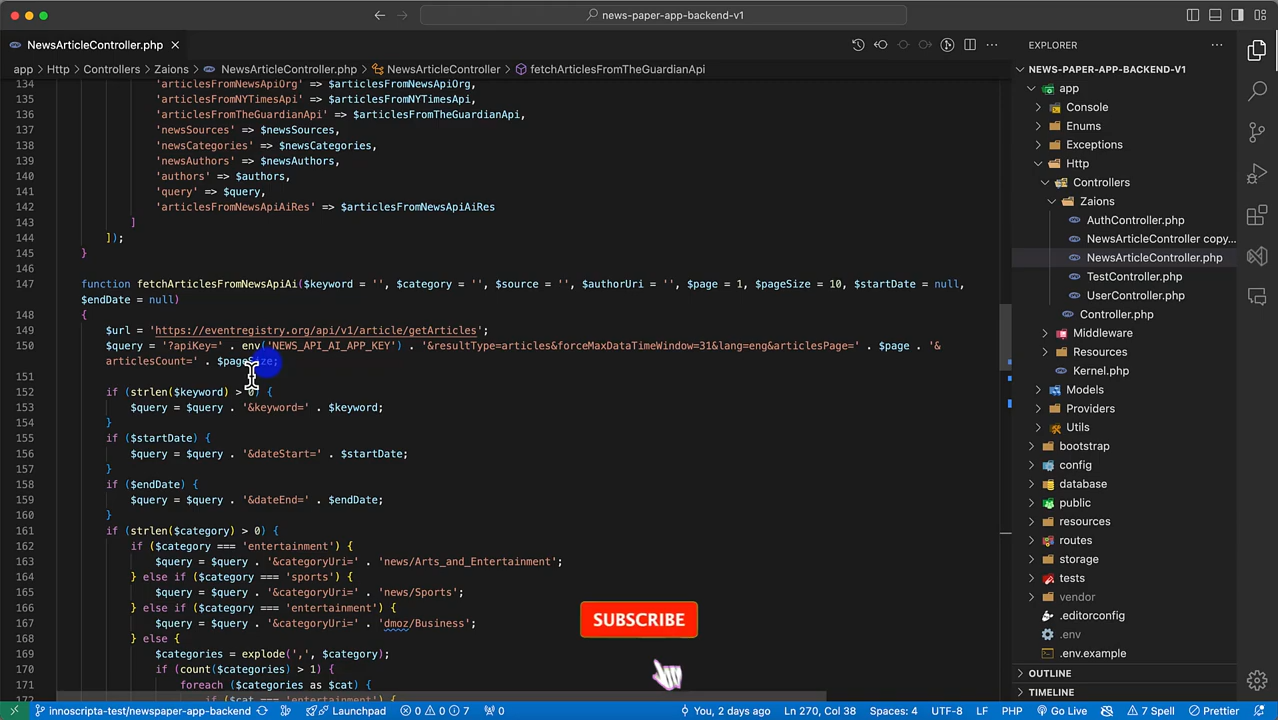 news-paper-app-backend-v1
NewsArticleController.php
app > Http > Controllers > Zaions > NewsArticleController.php > NewsArticleController > fetchArticlesFromTheGuardianApi
134 'articlesFromNewsApiOrg' => $articlesFromNewsApiOrg,
135 'articlesFromNYTimesApi' => $articlesFromNYTimesApi,
136 'articlesFromTheGuardianApi' => $articlesFromTheGuardianApi,
137 'newsSources' => $newsSources,
138 'newsCategories' => $newsCategories,
139 'newsAuthors' => $newsAuthors,
140 'authors' => $authors,
141 'query' => $query,
142 'articlesFromNewsApiAiRes' => $articlesFromNewsApiAiRes
143 ]
144 ]);
145 }
146
147 function fetchArticlesFromNewsApiAi($keyword = '', $category = '', $source = '', $authorUri = '', $page = 1, $pageSize = 10, $startDate = null,
$endDate = null)
148 {
149 $url = 'https://eventregistry.org/api/v1/article/getArticles';
150 $query = '?apiKey=' . env('NEWS_API_AI_APP_KEY') . '&resultType=articles&forceMaxDataTimeWindow=31&lang=eng&articlesPage=' . $page . '&
articlesCount=' . $pageSize;
151
152 if (strlen($keyword) > 0) {
153 $query = $query . '&keyword=' . $keyword;
154 }
155 if ($startDate) {
156 $query = $query . '&dateStart=' . $startDate;
157 }
158 if ($endDate) {
159 $query = $query . '&dateEnd=' . $endDate;
160 }
161 if (strlen($category) > 0) {
162 if ($category === 'entertainment') {
163 $query = $query . '&categoryUri=' . 'news/Arts_and_Entertainment';
164 } else if ($category === 'sports') {
165 $query = $query . '&categoryUri=' . 'news/Sports';
166 } else if ($category === 'entertainment') {
167 $query = $query . '&categoryUri=' . 'dmoz/Business';
168 } else {
169 $categories = explode(',', $category);
170 if (count($categories) > 1) {
171 foreach ($categories as $cat) {
172 if ($cat === 'entertainment') {
SUBSCRIBE
EXPLORER
NEWS-PAPER-APP-BACKEND-V1
app
Console
Enums
Exceptions
Http
Controllers
Zaions
AuthController.php
NewsArticleController copy...
NewsArticleController.php
TestController.php
UserController.php
Controller.php
Middleware
Resources
Kernel.php
Models
Providers
Utils
bootstrap
config
database
public
resources
routes
storage
tests
vendor
.editorconfig
.env
.env.example
OUTLINE
TIMELINE
innoscripta-test/newspaper-app-backend Launchpad 0 0 7 0 You, 2 days ago Ln 270, Col 38 Spaces: 4 UTF-8 LF PHP Go Live 7 Spell Prettier